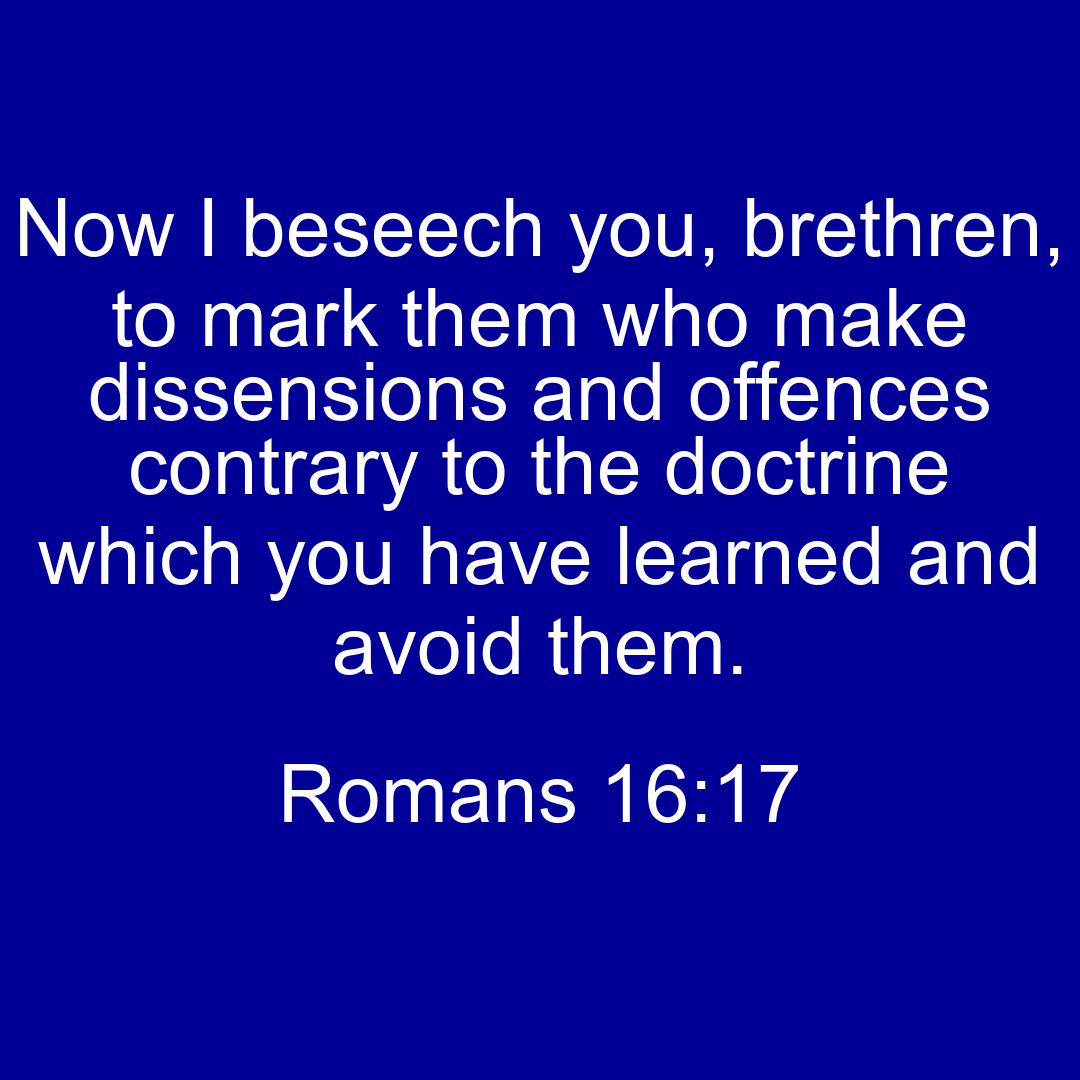 Now I beseech you, brethren,
to mark them who make
dissensions and offences
contrary to the doctrine
which you have learned and
avoid them.
Romans 16:17